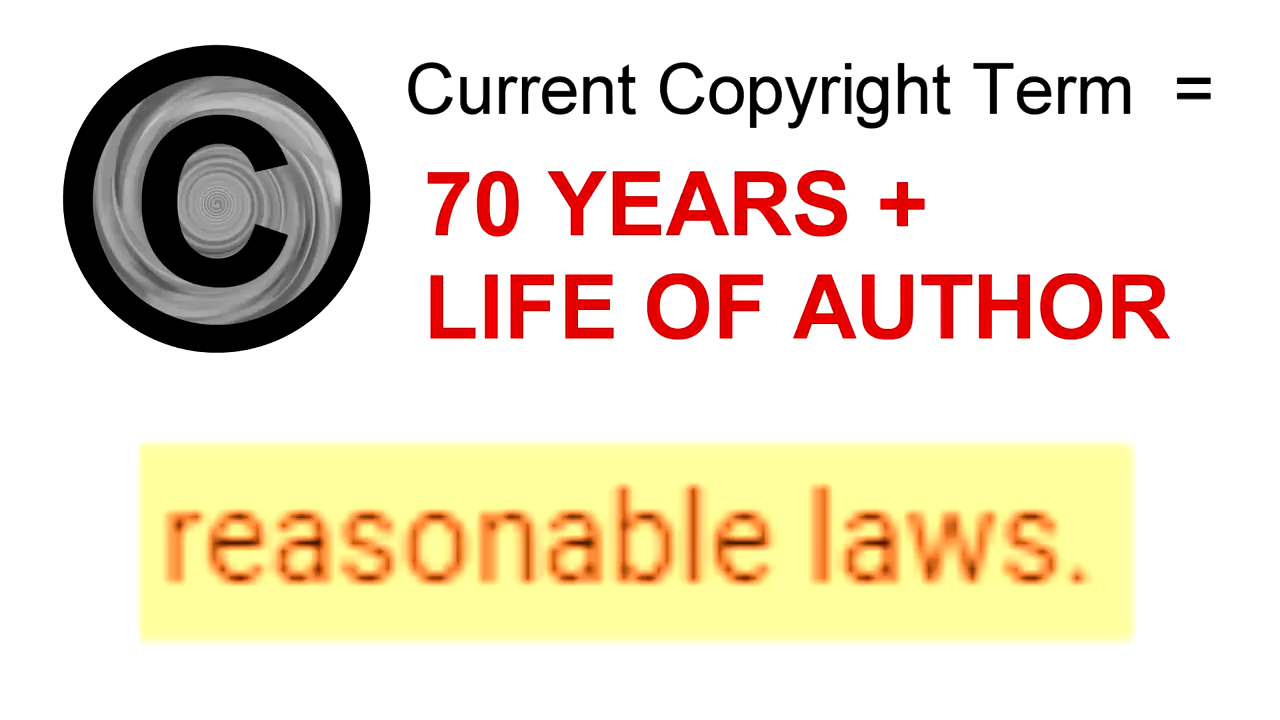 Current Copyright Term =
70 YEARS +
LIFE OF AUTHOR
reasonable laws.